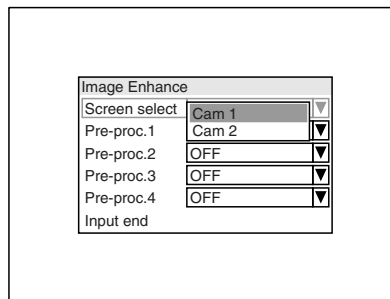 Image Enhance
Screen select Cam 1
Pre-proc.1 Cam 2
Pre-proc.2 OFF
Pre-proc.3 OFF
Pre-proc.4 OFF
Input end